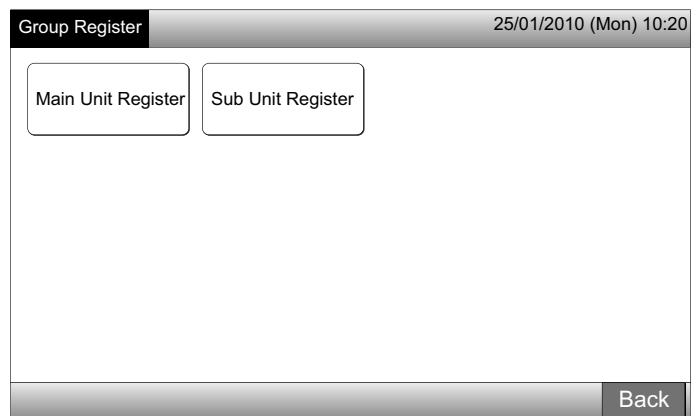 Group Register
25/01/2010 (Mon) 10:20
Main Unit Register
Sub Unit Register
Back